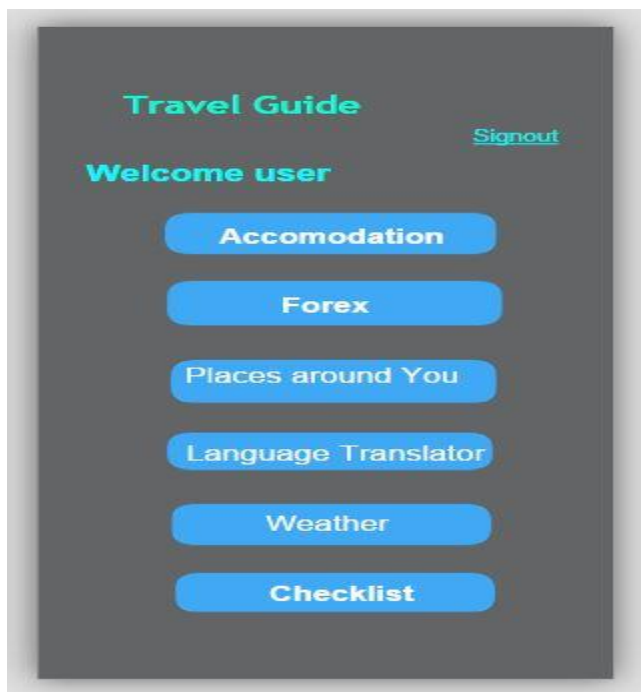 Travel Guide
Signout
Welcome user
Accomodation
Forex
Places around You
Language Translator
Weather
Checklist